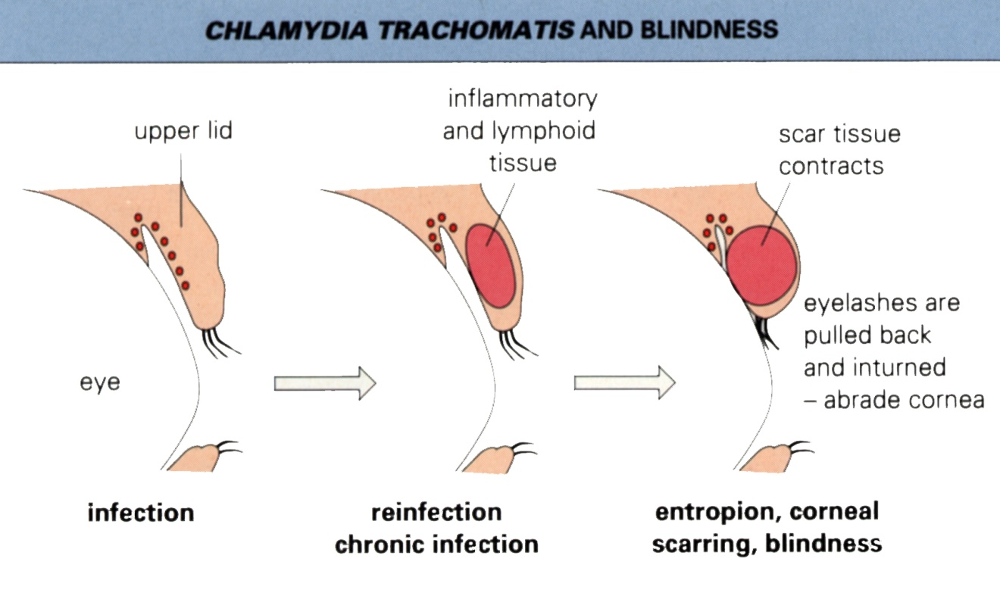 CHLAMYDIA TRACHOMATIS AND BLINDNESS
upper lid
inflammatory
and lymphoid
tissue
scar tissue
contracts
eyelashes are
pulled back
and inturned
– abrade cornea
eye
infection
reinfection
chronic infection
entropion, corneal
scarring, blindness